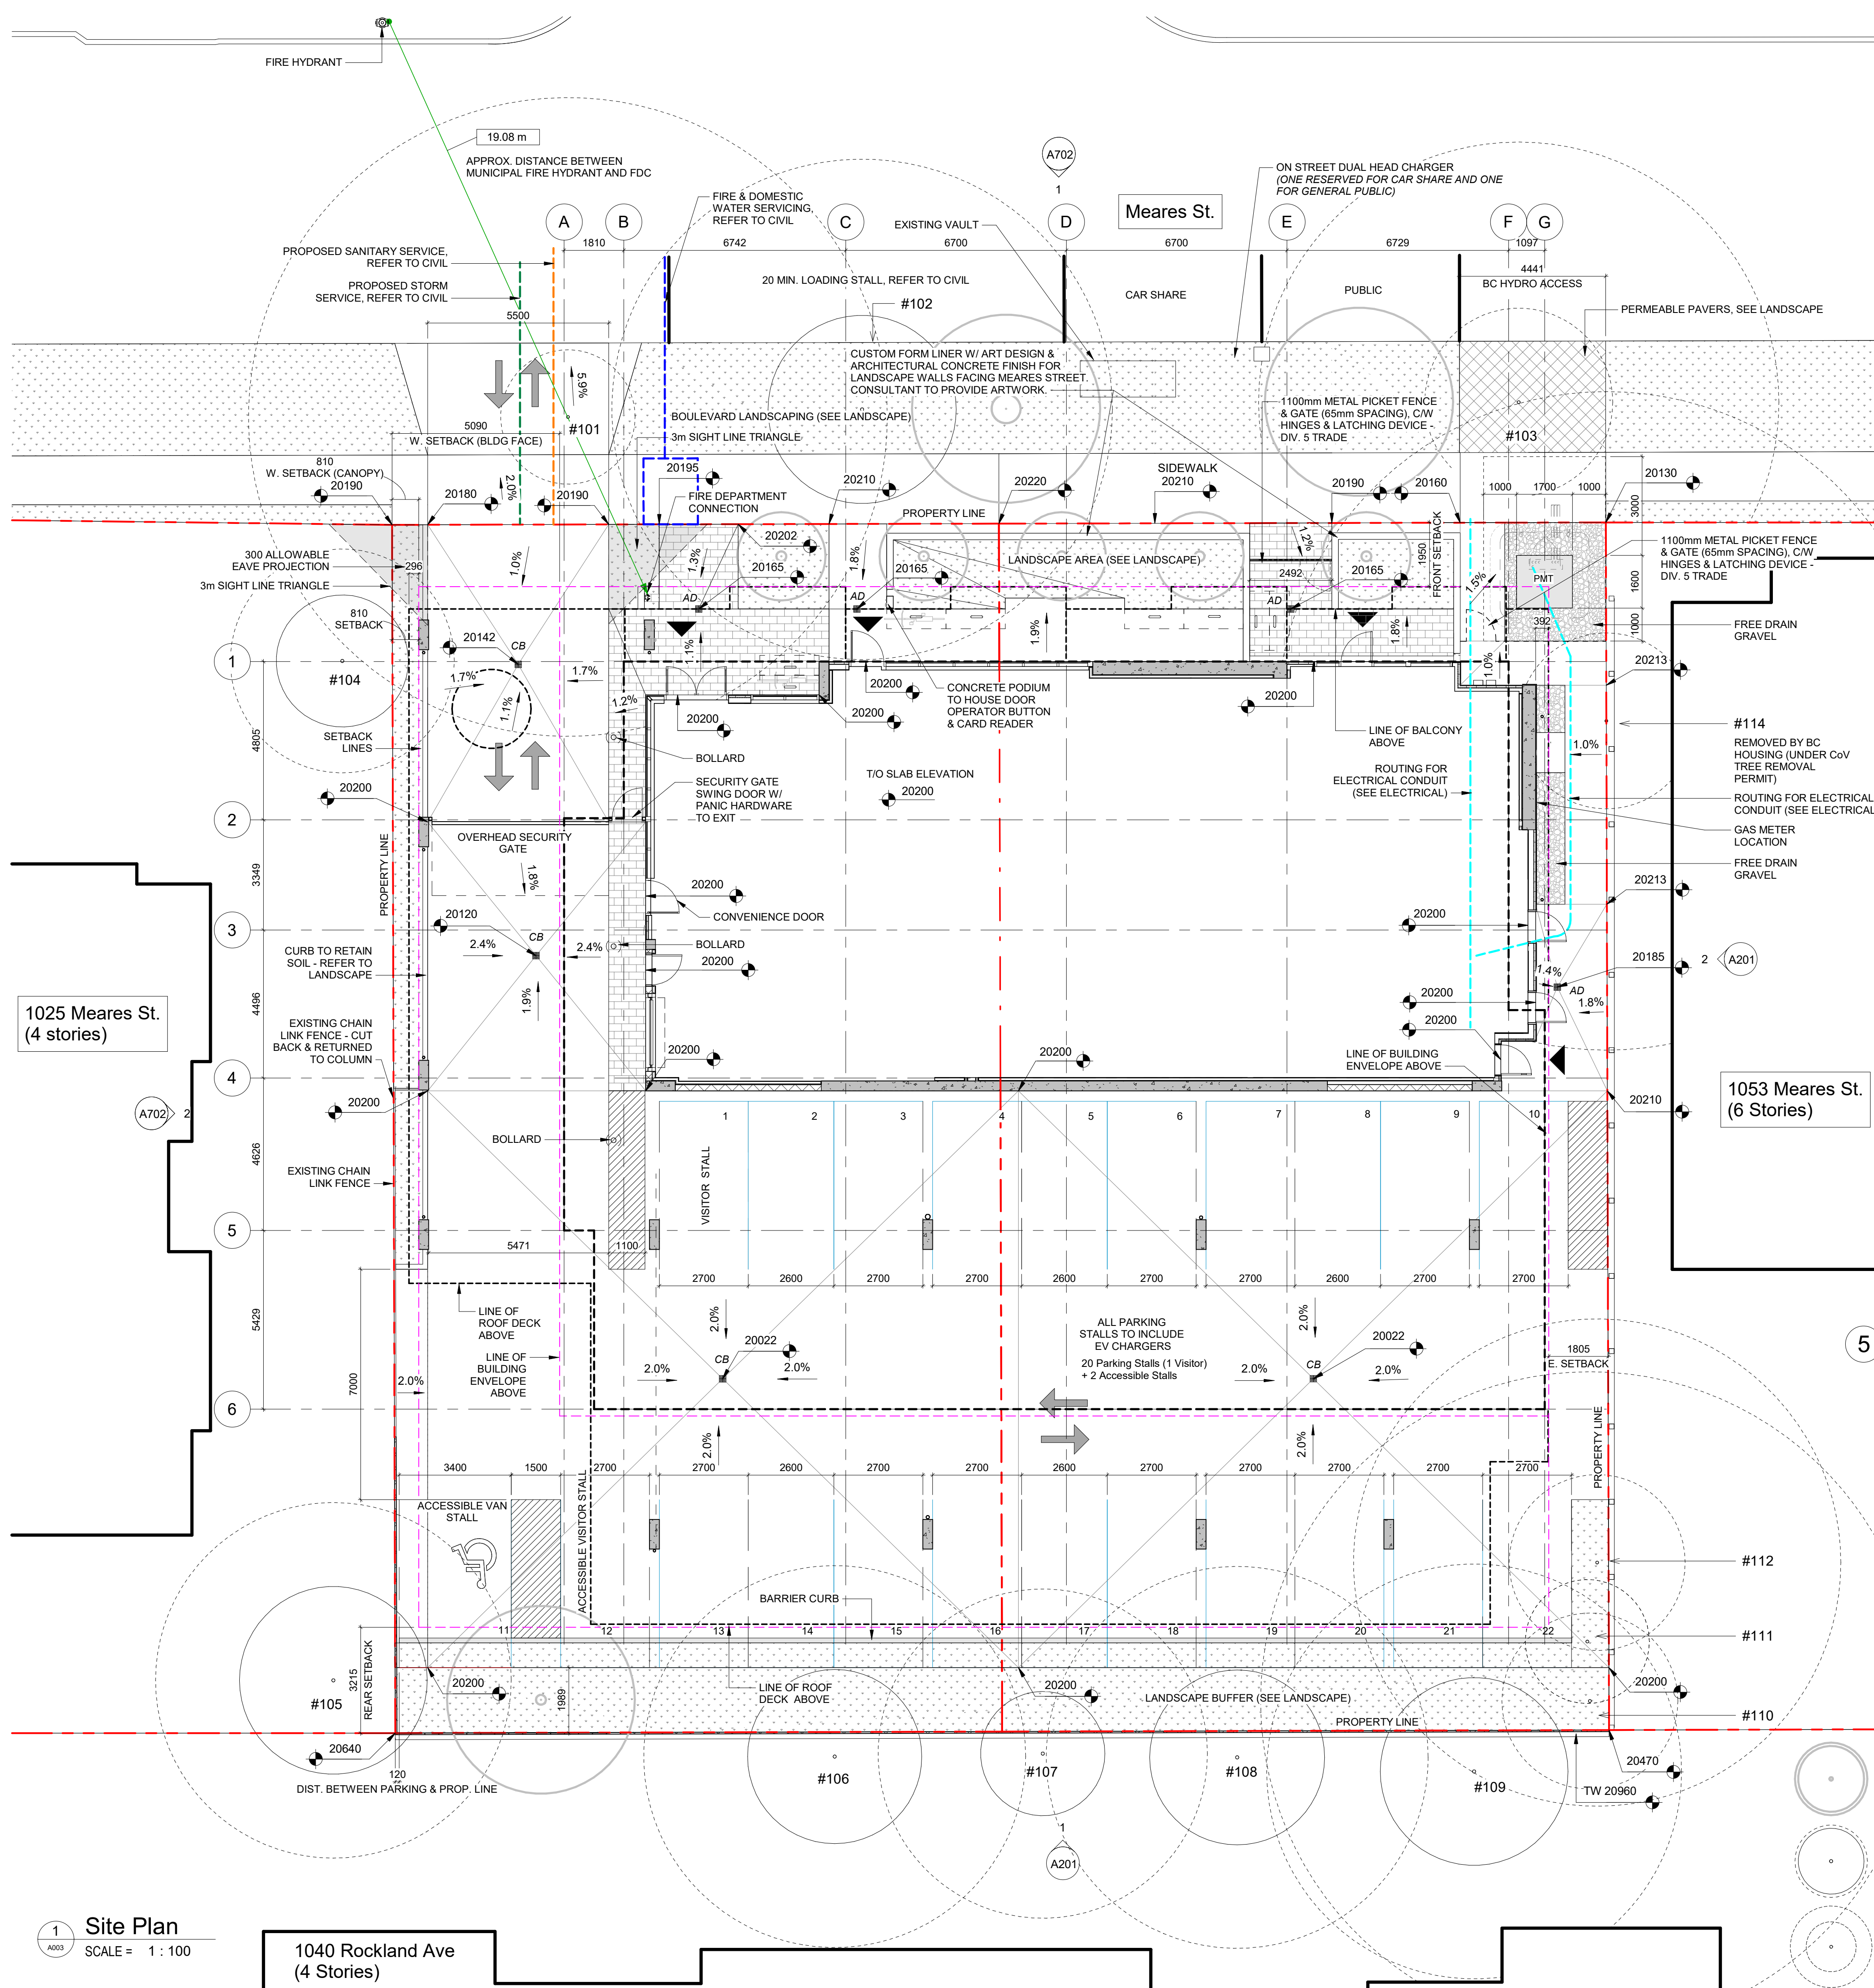 FIRE HYDRANT
19.08 m
APPROX. DISTANCE BETWEEN
MUNICIPAL FIRE HYDRANT AND FDC
A702
1
ON STREET DUAL HEAD CHARGER
(ONE RESERVED FOR CAR SHARE AND ONE
FOR GENERAL PUBLIC)
FIRE & DOMESTIC
WATER SERVICING,
REFER TO CIVIL
Meares St.
EXISTING VAULT
A
B
C
D
E
F
G
1810
6742
6700
6700
6729
1097
PROPOSED SANITARY SERVICE,
REFER TO CIVIL
PROPOSED STORM
SERVICE, REFER TO CIVIL
20 MIN. LOADING STALL, REFER TO CIVIL
#102
CAR SHARE
PUBLIC
4441
BC HYDRO ACCESS
PERMEABLE PAVERS, SEE LANDSCAPE
5500
5.9%
CUSTOM FORM LINER W/ ART DESIGN &
ARCHITECTURAL CONCRETE FINISH FOR
LANDSCAPE WALLS FACING MEARES STREET.
CONSULTANT TO PROVIDE ARTWORK.
BOULEVARD LANDSCAPING (SEE LANDSCAPE)
1100mm METAL PICKET FENCE
& GATE (65mm SPACING), C/W
HINGES & LATCHING DEVICE -
DIV. 5 TRADE
#103
#101
5090
W. SETBACK (BLDG FACE)
3m SIGHT LINE TRIANGLE
810
W. SETBACK (CANOPY)
20190
20180
2.0%
20190
20195
FIRE DEPARTMENT
CONNECTION
20210
20220
SIDEWALK
20210
20190
20160
1000
1700
1000
3000
20130
PROPERTY LINE
300 ALLOWABLE
EAVE PROJECTION
296
3m SIGHT LINE TRIANGLE
1.0%
1.3%
20202
1.8%
20165
20165
LANDSCAPE AREA (SEE LANDSCAPE)
1.2%
2492
20165
1950
FRONT SETBACK
1.5%
PMT
1600
1000
1100mm METAL PICKET FENCE
& GATE (65mm SPACING), C/W
HINGES & LATCHING DEVICE -
DIV. 5 TRADE
AD
AD
810
SETBACK
20142
CB
1.1%
1.9%
1.8%
392
FREE DRAIN
GRAVEL
1
#104
1.7%
1.7%
1.1%
1.2%
20200
20200
20200
20200
CONCRETE PODIUM
TO HOUSE DOOR
OPERATOR BUTTON
& CARD READER
1.0%
20213
SETBACK
LINES
4805
BOLLARD
LINE OF BALCONY
ABOVE
#114
REMOVED BY BC
HOUSING (UNDER CoV
TREE REMOVAL
PERMIT)
1.0%
SECURITY GATE
SWING DOOR W/
PANIC HARDWARE
TO EXIT
T/O SLAB ELEVATION
20200
ROUTING FOR
ELECTRICAL CONDUIT
(SEE ELECTRICAL)
ROUTING FOR ELECTRICAL
CONDUIT (SEE ELECTRICAL
20200
2
OVERHEAD SECURITY
GATE
GAS METER
LOCATION
FREE DRAIN
GRAVEL
3349
1.8%
PROPERTY LINE
20200
20213
20120
CONVENIENCE DOOR
20200
3
CB
2.4%
2.4%
BOLLARD
CURB TO RETAIN
SOIL - REFER TO
LANDSCAPE
20200
20185
2
A201
1.4%
AD
1.8%
1025 Meares St.
(4 stories)
4496
1.9%
20200
EXISTING CHAIN
LINK FENCE - CUT
BACK & RETURNED
TO COLUMN
20200
20200
20200
LINE OF BUILDING
ENVELOPE ABOVE
4
1053 Meares St.
(6 Stories)
A702
2
20200
20210
1
2
3
4
5
6
7
8
9
10
BOLLARD
4626
VISITOR STALL
EXISTING CHAIN
LINK FENCE
5
5471
1100
2700
2600
2700
2700
2600
2700
2700
2600
2700
2700
LINE OF
ROOF DECK
ABOVE
5429
2.0%
20022
CB
ALL PARKING
STALLS TO INCLUDE
EV CHARGERS
20 Parking Stalls (1 Visitor)
+ 2 Accessible Stalls
2.0%
20022
CB
1805
E. SETBACK
5
LINE OF
BUILDING
ENVELOPE
ABOVE
2.0%
2.0%
2.0%
2.0%
2.0%
7000
6
2.0%
2.0%
PROPERTY LINE
3400
1500
2700
2700
2600
2700
2700
2600
2700
2700
2700
2700
2700
ACCESSIBLE VAN
STALL
ACCESSIBLE VISITOR STALL
#112
BARRIER CURB
11
12
13
14
15
16
17
18
19
20
21
22
#111
3215
REAR SETBACK
#105
20200
1989
LINE OF ROOF
DECK ABOVE
20200
LANDSCAPE BUFFER (SEE LANDSCAPE)
20200
PROPERTY LINE
#110
20640
120
DIST. BETWEEN PARKING & PROP. LINE
#106
#107
#108
#109
20470
TW 20960
1
A201
1
A003
Site Plan
SCALE = 1 : 100
1040 Rockland Ave
(4 Stories)